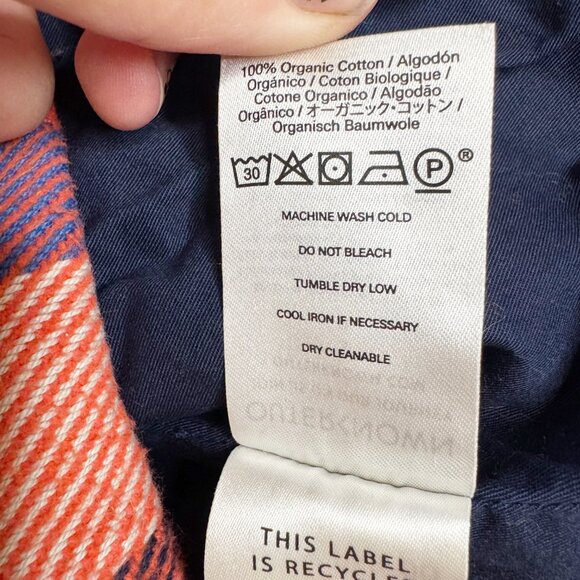 100% Organic Cotton / Algodón
Orgánico / Coton Biologique /
Cotone Organico / Algodão
Orgânico / オーガニック・コットン /
Organisch Baumwole
30 P ®
MACHINE WASH COLD
DO NOT BLEACH
TUMBLE DRY LOW
COOL IRON IF NECESSARY
DRY CLEANABLE
OUTERKNOWN
THIS LABEL
IS RECYCLE